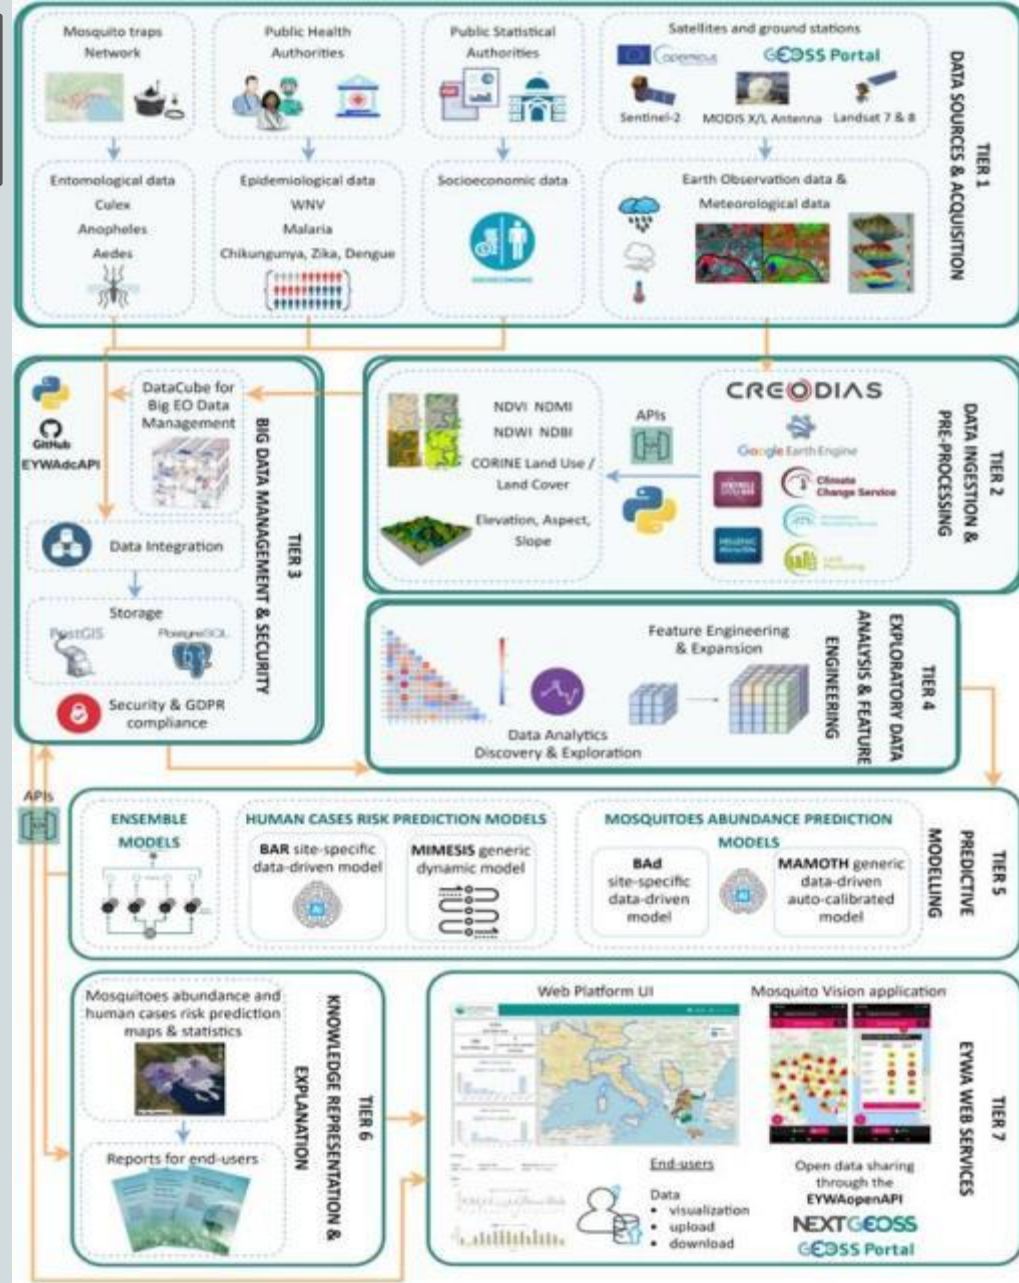 Mosquito traps
Network
Public Health
Authorities
Public Statistical
Authorities
Satellites and ground stations
Copernicus
GEOSS Portal
Sentinel-2
MODIS X/L Antenna
Landsat 7 & 8
Entomological data
Culex
Anopheles
Aedes
Epidemiological data
WNV
Malaria
Chikungunya, Zika, Dengue
Socioeconomic data
SOCIOECONOMIC
Earth Observation data &
Meteorological data
TIER 1
DATA SOURCES & ACQUISITION
GitHub
EYWAdcAPI
DataCube for
Big EO Data
Management
Data Integration
Storage
PostGIS
PostgreSQL
Security & GDPR
compliance
TIER 3
BIG DATA MANAGEMENT & SECURITY
NDVI NDMI
NDWI NDBI
CORINE Land Use /
Land Cover
Elevation, Aspect,
Slope
APIs
CREODIAS
Google Earth Engine
Climate
Change Service
TIER 2
DATA INGESTION &
PRE-PROCESSING
Data Analytics
Discovery & Exploration
Feature Engineering
& Expansion
TIER 4
EXPLORATORY DATA
ANALYSIS & FEATURE
ENGINEERING
APIs
ENSEMBLE
MODELS
HUMAN CASES RISK PREDICTION MODELS
BAR site-specific
data-driven model
AI
MIMESIS generic
dynamic model
MOSQUITOES ABUNDANCE PREDICTION
MODELS
BAd
site-specific
data-driven
model
AI
MAMOTH generic
data-driven
auto-calibrated
model
TIER 5
PREDICTIVE
MODELLING
Mosquitoes abundance and
human cases risk prediction
maps & statistics
Reports for end-users
TIER 6
KNOWLEDGE REPRESENTATION &
EXPLANATION
Web Platform UI
Mosquito Vision application
End-users
Data
• visualization
• upload
• download
Open data sharing
through the
EYWAopenAPI
NEXTGEOSS
GEOSS Portal
TIER 7
EYWA WEB SERVICES